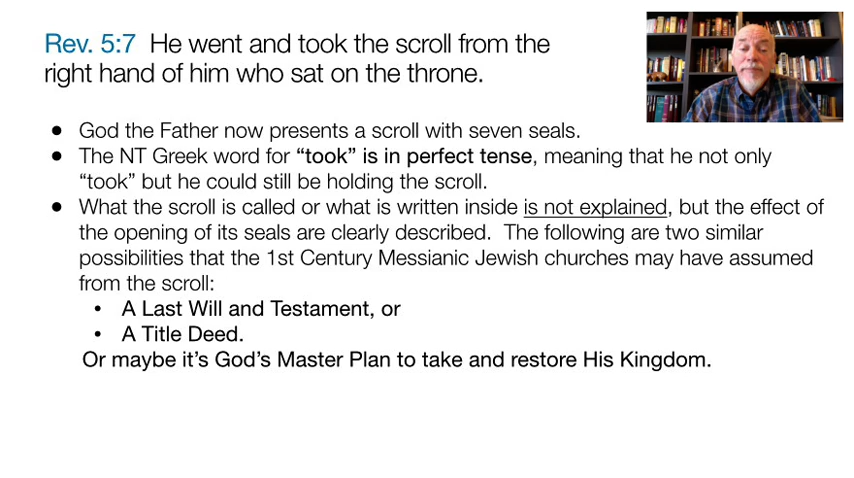 Rev. 5:7 He went and took the scroll from the
right hand of him who sat on the throne.
● God the Father now presents a scroll with seven seals.
● The NT Greek word for “took” is in perfect tense, meaning that he not only
“took” but he could still be holding the scroll.
● What the scroll is called or what is written inside is not explained, but the effect of
the opening of its seals are clearly described. The following are two similar
possibilities that the 1st Century Messianic Jewish churches may have assumed
from the scroll:
• A Last Will and Testament, or
• A Title Deed.
Or maybe it’s God’s Master Plan to take and restore His Kingdom.